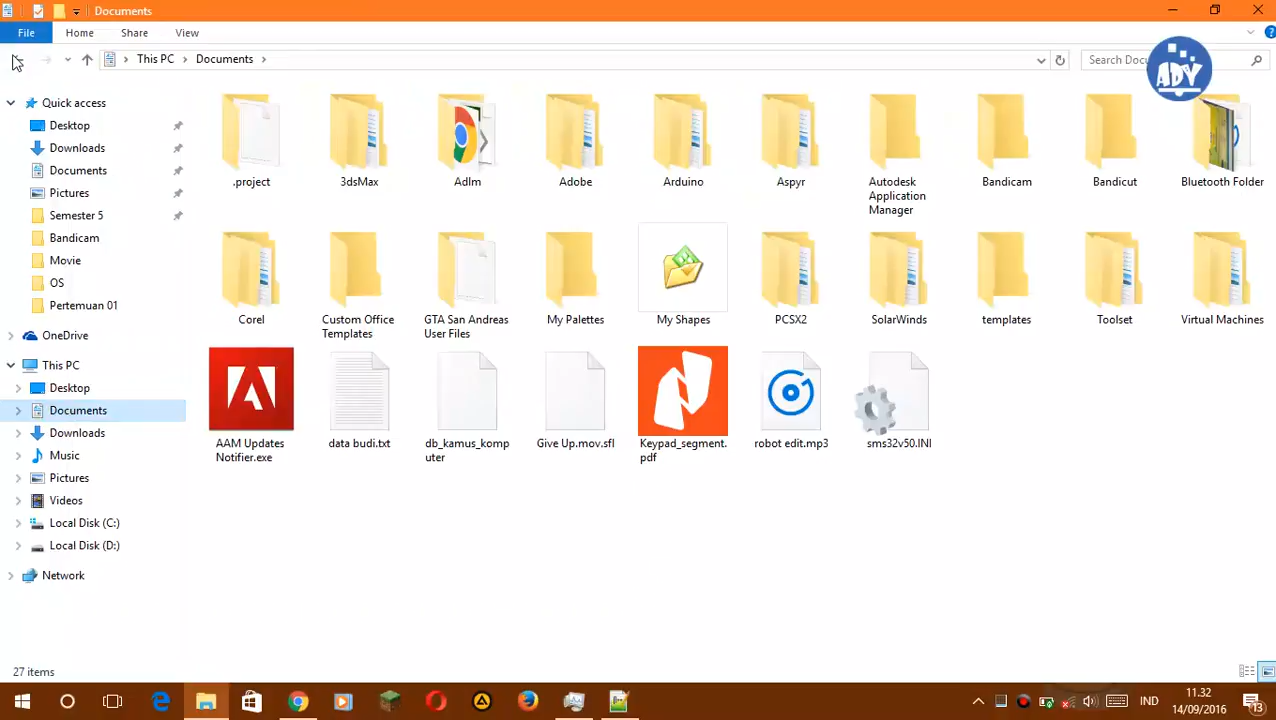 Documents
File Home Share View
This PC Documents
Search Docu
ADY
Quick access
Desktop
Downloads
Documents
Pictures
Semester 5
Bandicam
Movie
OS
Pertemuan 01
OneDrive
This PC
Desktop
Documents
Downloads
Music
Pictures
Videos
Local Disk (C:)
Local Disk (D:)
Network
.project 3dsMax Adlm Adobe Arduino Aspyr Autodesk Bandicam Bandicut Bluetooth Folder
Application
Manager
Corel Custom Office GTA San Andreas My Palettes My Shapes PCSX2 SolarWinds templates Toolset Virtual Machines
Templates User Files
AAM Updates data budi.txt db_kamus_komp Give Up.mov.sfl Keypad_segment. robot edit.mp3 sms32v50.INI
Notifier.exe uter pdf
27 items
IND
11.32
14/09/2016
13